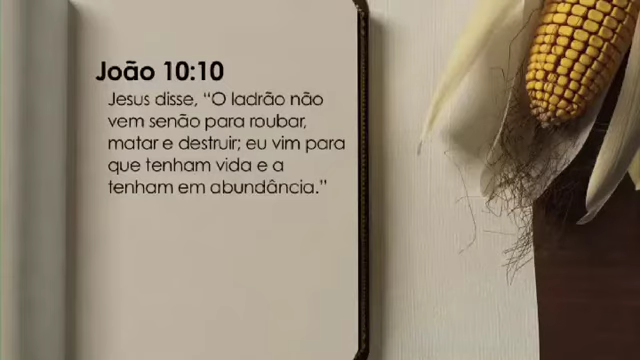 João 10:10
Jesus disse, “O ladrão não
vem senão para roubar,
matar e destruir; eu vim para
que tenham vida e a
tenham em abundância.”